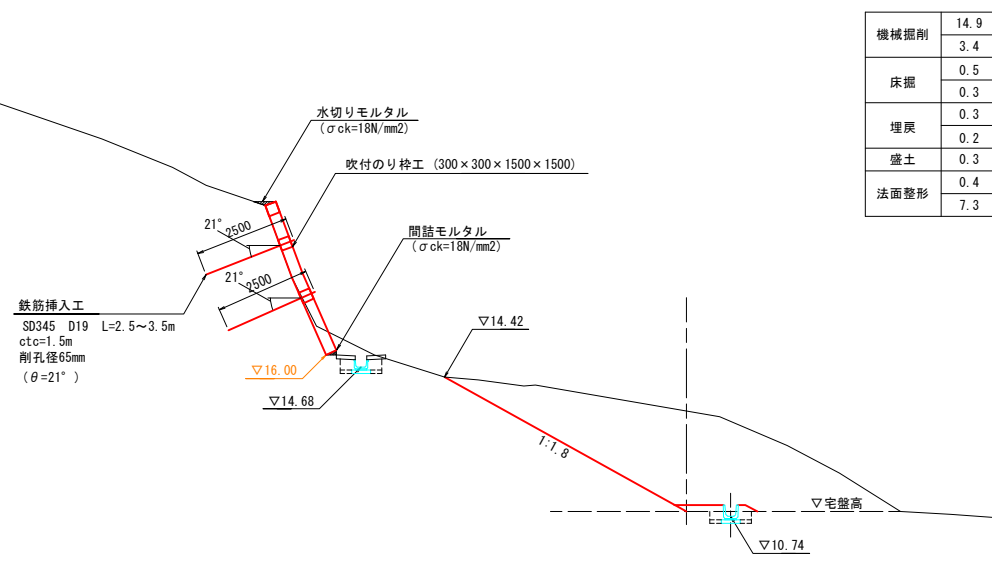 機械掘削 14.9
3.4
床掘 0.5
0.3
埋戻 0.3
0.2
盛土 0.3
法面整形 0.4
7.3
水切りモルタル
(σck=18N/mm2)
吹付のり枠工 (300×300×1500×1500)
21°
2500
間詰モルタル
(σck=18N/mm2)
21°
2500
鉄筋挿入工
SD345 D19 L=2.5～3.5m
ctc=1.5m
削孔径65mm
(θ=21°)
▽14.42
▽16.00
▽14.68
1:1.8
▽宅盤高
▽10.74